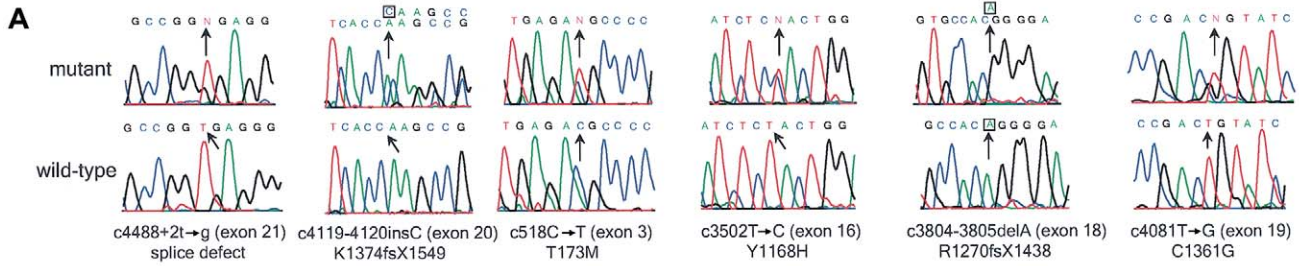 A
mutant
wild-type
G C C G G N G A G G
C A A G C C
T C A C C A A G C C G
T G A G A N G C C C C
A T C T C N A C T G G
A
G T G C C A C G G G G A
C C G A C N G T A T C
G C C G G T G A G G G
T C A C C A A G C C G
T G A G A C G C C C C
A T C T C T A C T G G
G C C A C A G G G G A
C C G A C T G T A T C
c4488+2t→g (exon 21)
splice defect
c4119-4120insC (exon 20)
K1374fsX1549
c518C→T (exon 3)
T173M
c3502T→C (exon 16)
Y1168H
c3804-3805delA (exon 18)
R1270fsX1438
c4081T→G (exon 19)
C1361G